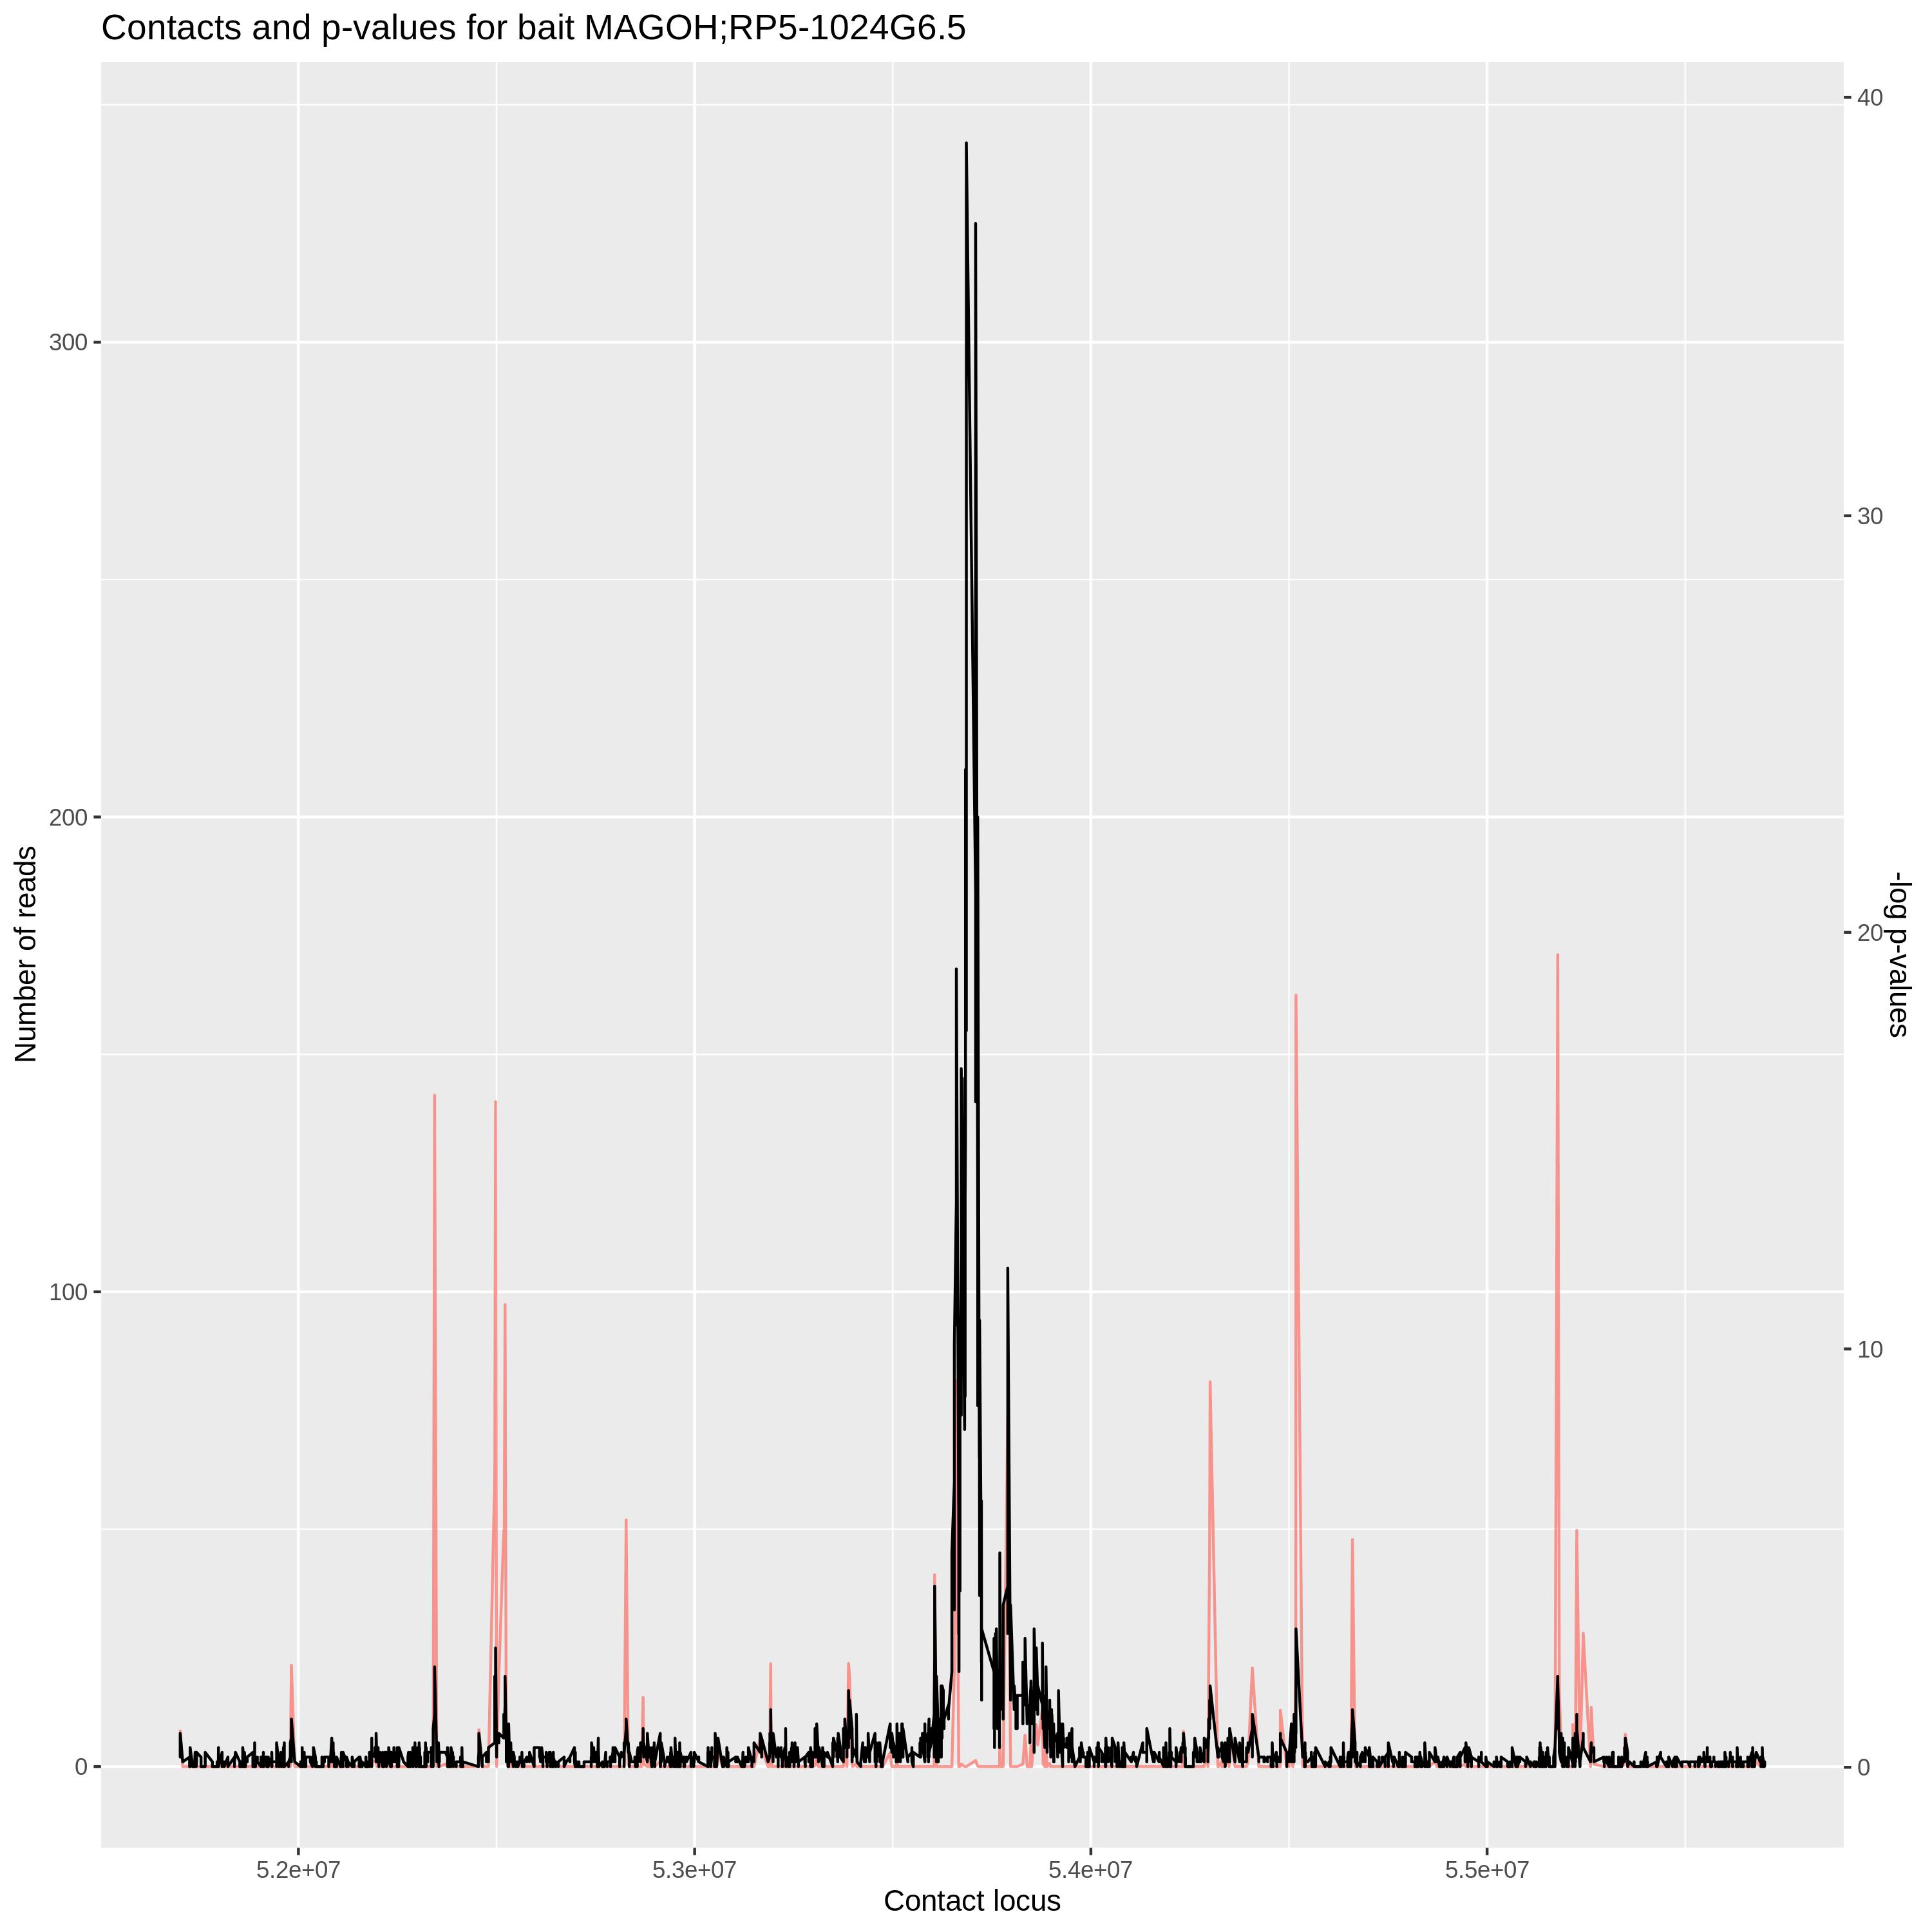 Contacts and p-values for bait MAGOH;RP5-1024G6.5
40
300
30
200
20
Number of reads
-log p-values
100
10
0
0
5.2e+07
5.3e+07
5.4e+07
5.5e+07
Contact locus